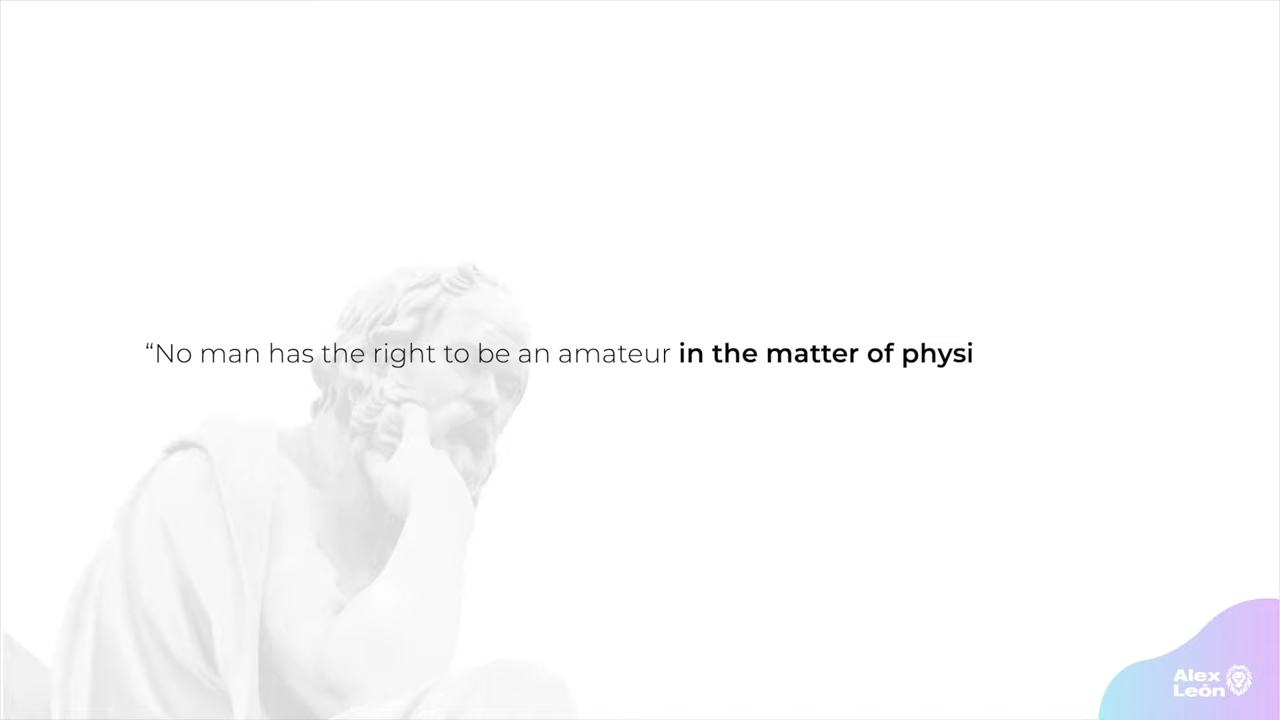 “No man has the right to be an amateur in the matter of physi
Alex
León